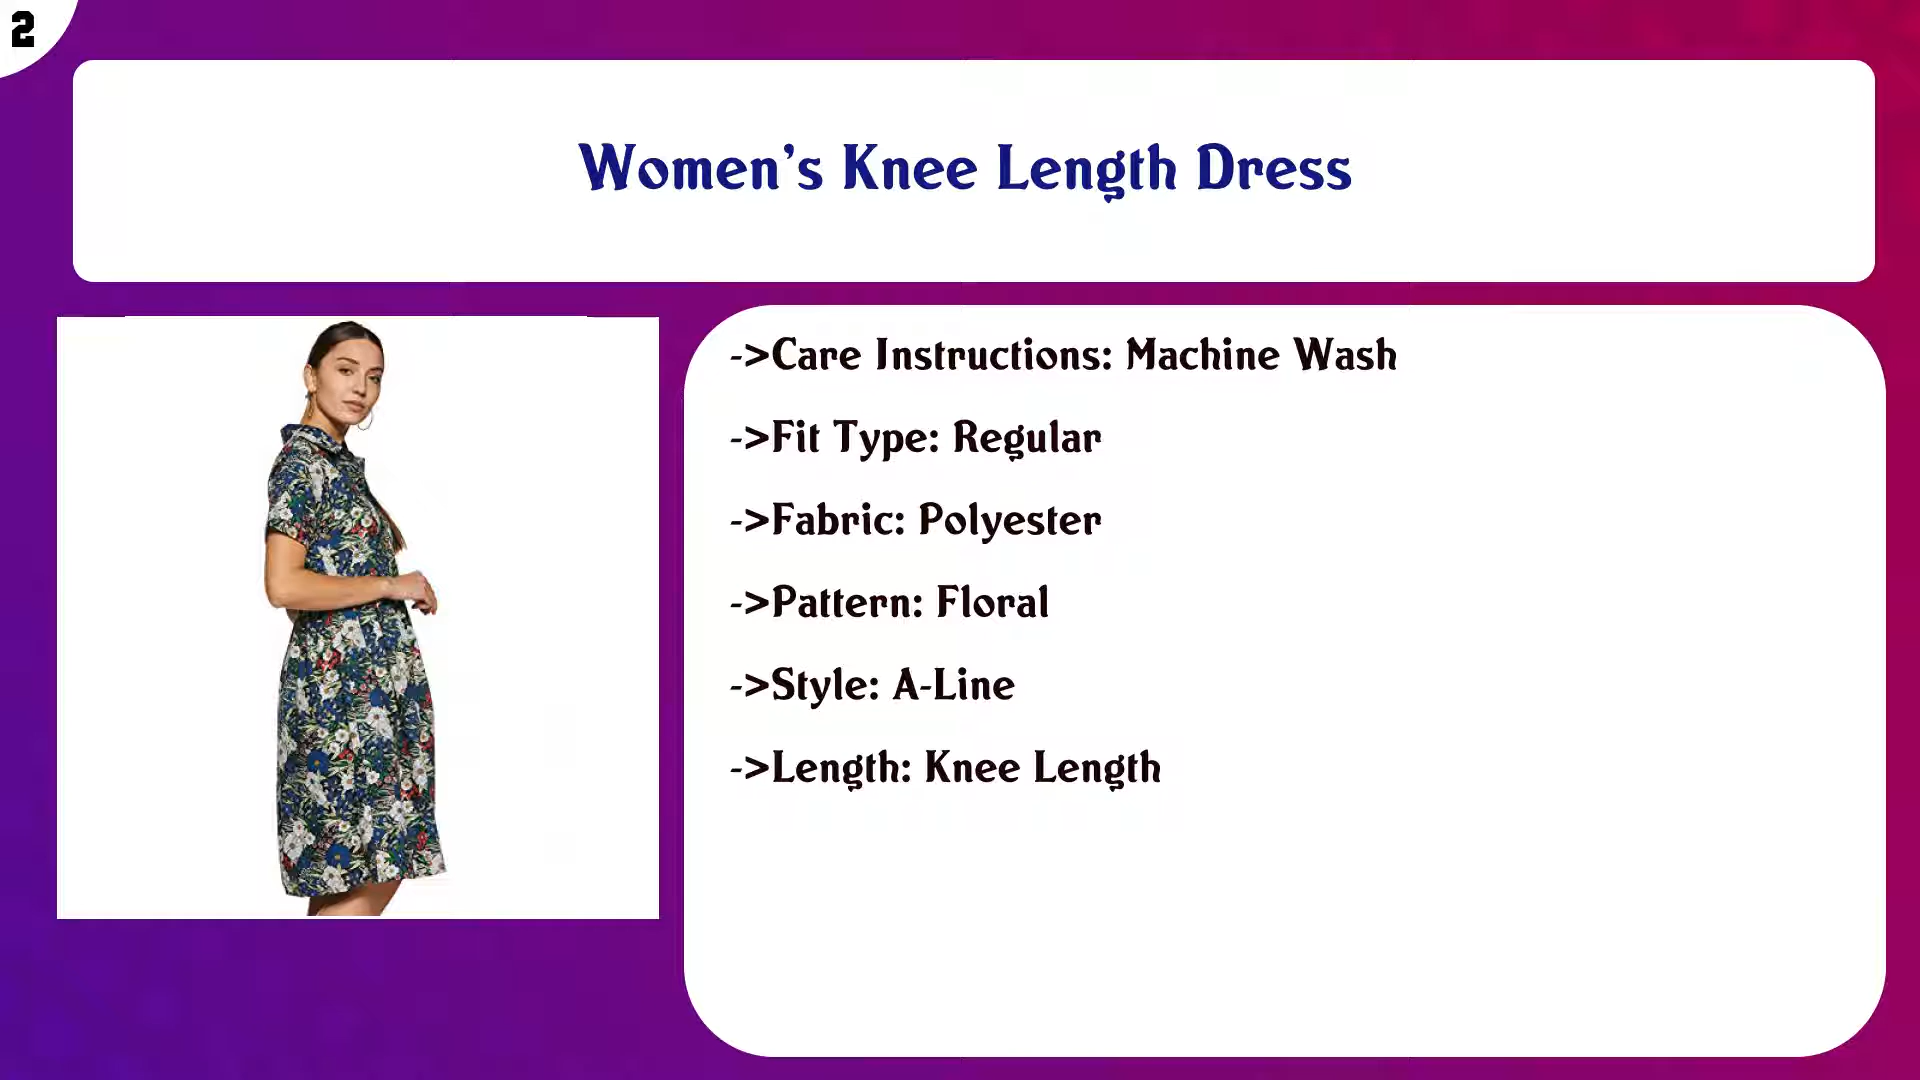 2
Women's Knee Length Dress
->Care Instructions: Machine Wash
->Fit Type: Regular
->Fabric: Polyester
->Pattern: Floral
->Style: A-Line
->Length: Knee Length